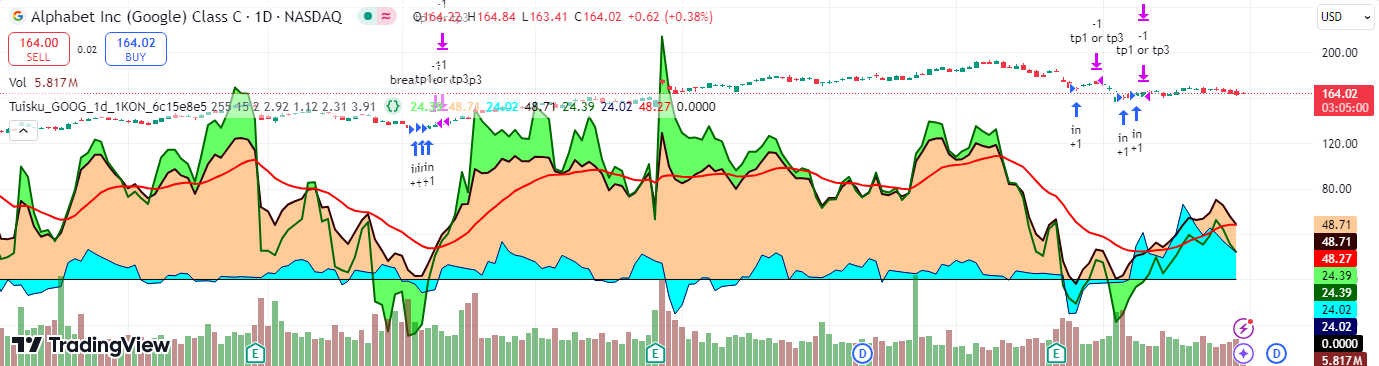 Alphabet Inc (Google) Class C · 1D · NASDAQ
O164.22 H164.84 L163.41 C164.02 +0.62 (+0.38%)
USD
164.00
SELL
0.02
164.02
BUY
Vol 5.817M
Tuisku_GOOG_1d_1KON_6c15e8e5 255 15 2 2.92 1.12 2.31 3.91 24.39 48.71 24.02 48.71 24.39 24.02 48.27 0.0000
-1
-1
tp1 or tp3
-1
tp1 or tp3
in
+1
in
+1
in
+1
200.00
164.02
03:05:00
120.00
80.00
48.71
48.71
48.27
24.39
24.39
24.02
24.02
0.0000
5.817M
E
E
D
E
D
TradingView